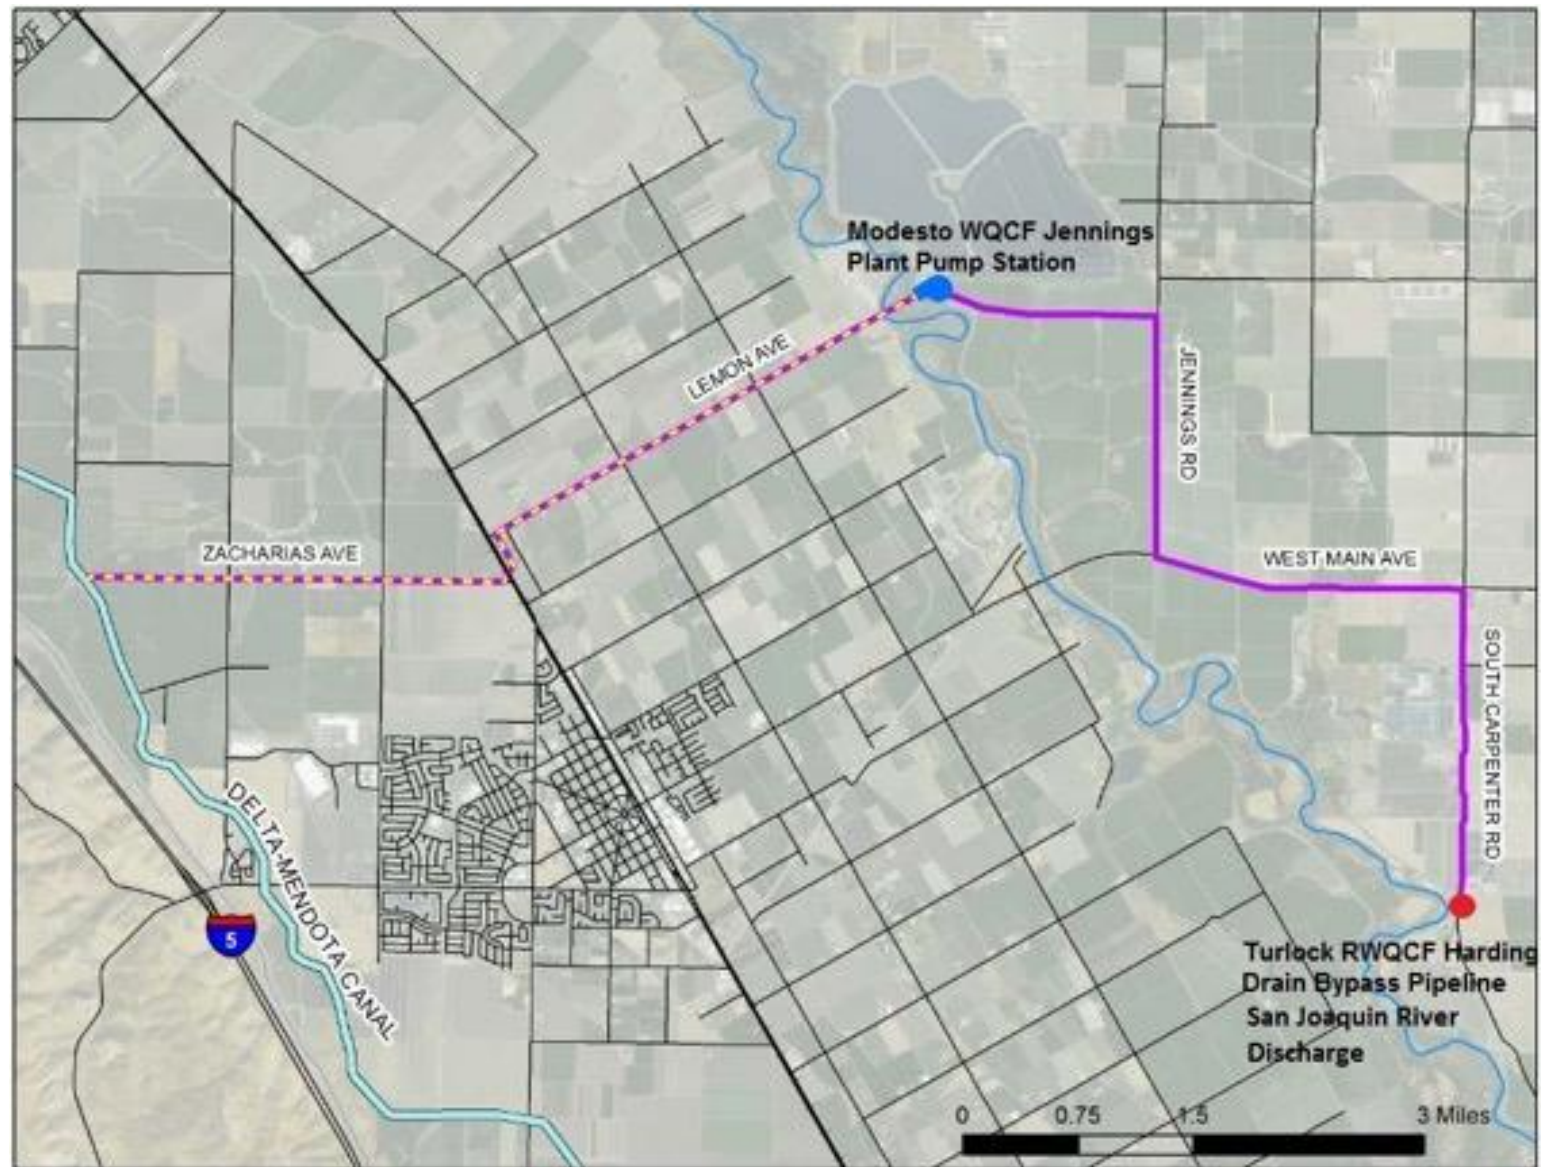 Modesto WQCF Jennings
Plant Pump Station
LEMON AVE
JENNINGS RD
ZACHARIAS AVE
WEST MAIN AVE
SOUTH CARPENTER RD
DELTA-MENDOTA CANAL
5
Turlock RWQCF Harding
Drain Bypass Pipeline
San Joaquin River
Discharge
0 0.75 1.5 3 Miles